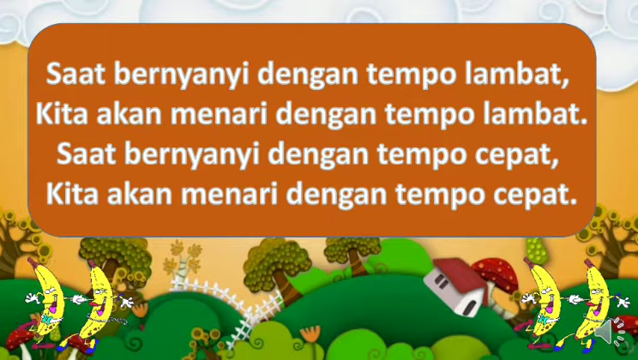 Saat bernyanyi dengan tempo lambat,
Kita akan menari dengan tempo lambat.
Saat bernyanyi dengan tempo cepat,
Kita akan menari dengan tempo cepat.